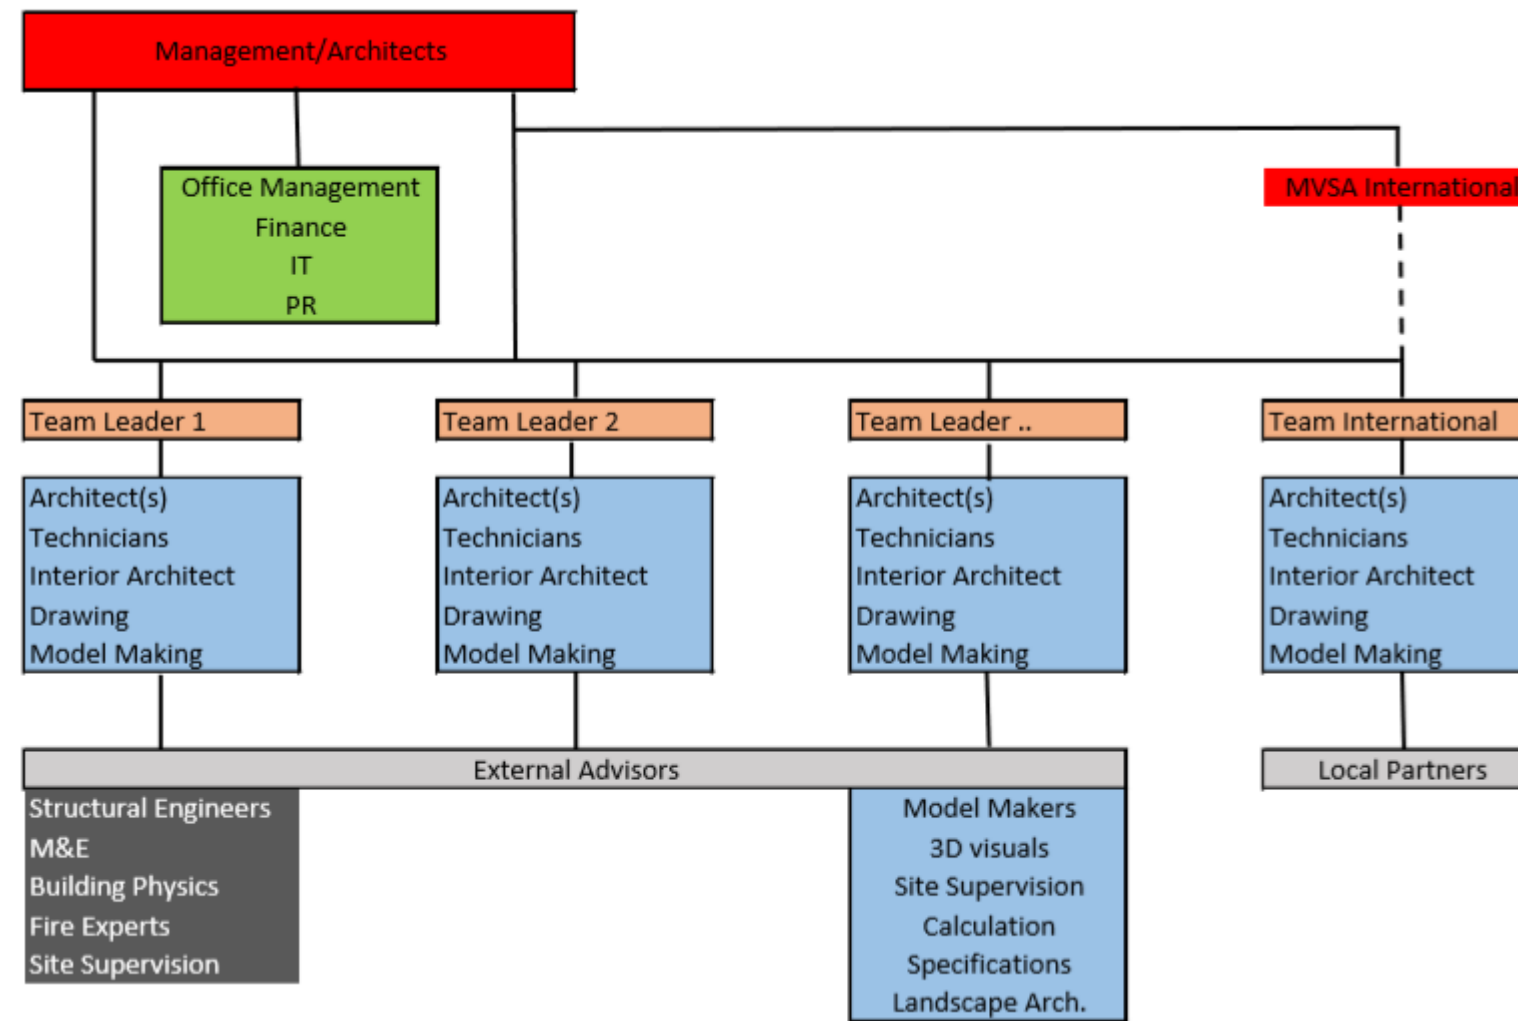 Management/Architects
Office Management
Finance
IT
PR
MVSA International
Team Leader 1
Team Leader 2
Team Leader ..
Team International
Architect(s)
Technicians
Interior Architect
Drawing
Model Making
Architect(s)
Technicians
Interior Architect
Drawing
Model Making
Architect(s)
Technicians
Interior Architect
Drawing
Model Making
Architect(s)
Technicians
Interior Architect
Drawing
Model Making
External Advisors
Local Partners
Structural Engineers
M&E
Building Physics
Fire Experts
Site Supervision
Model Makers
3D visuals
Site Supervision
Calculation
Specifications
Landscape Arch.